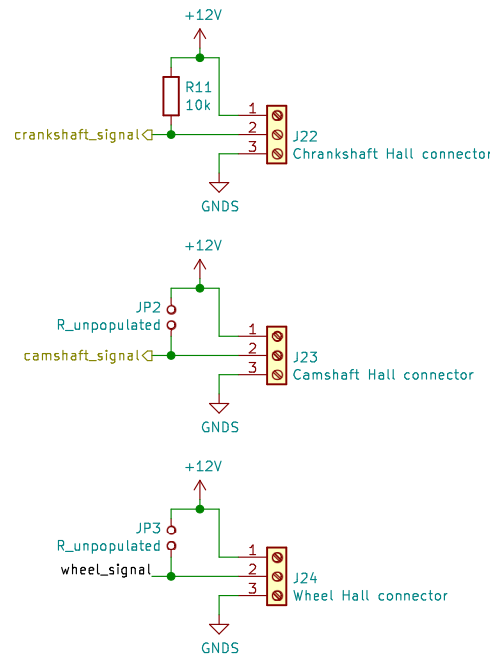 +12V
R11
10k
1
crankshaft_signal
2
J22
3
Chrankshaft Hall connector
GNDS
+12V
JP2
R_unpopulated
1
camshaft_signal
2
J23
3
Camshaft Hall connector
GNDS
+12V
JP3
R_unpopulated
1
wheel_signal
2
J24
3
Wheel Hall connector
GNDS